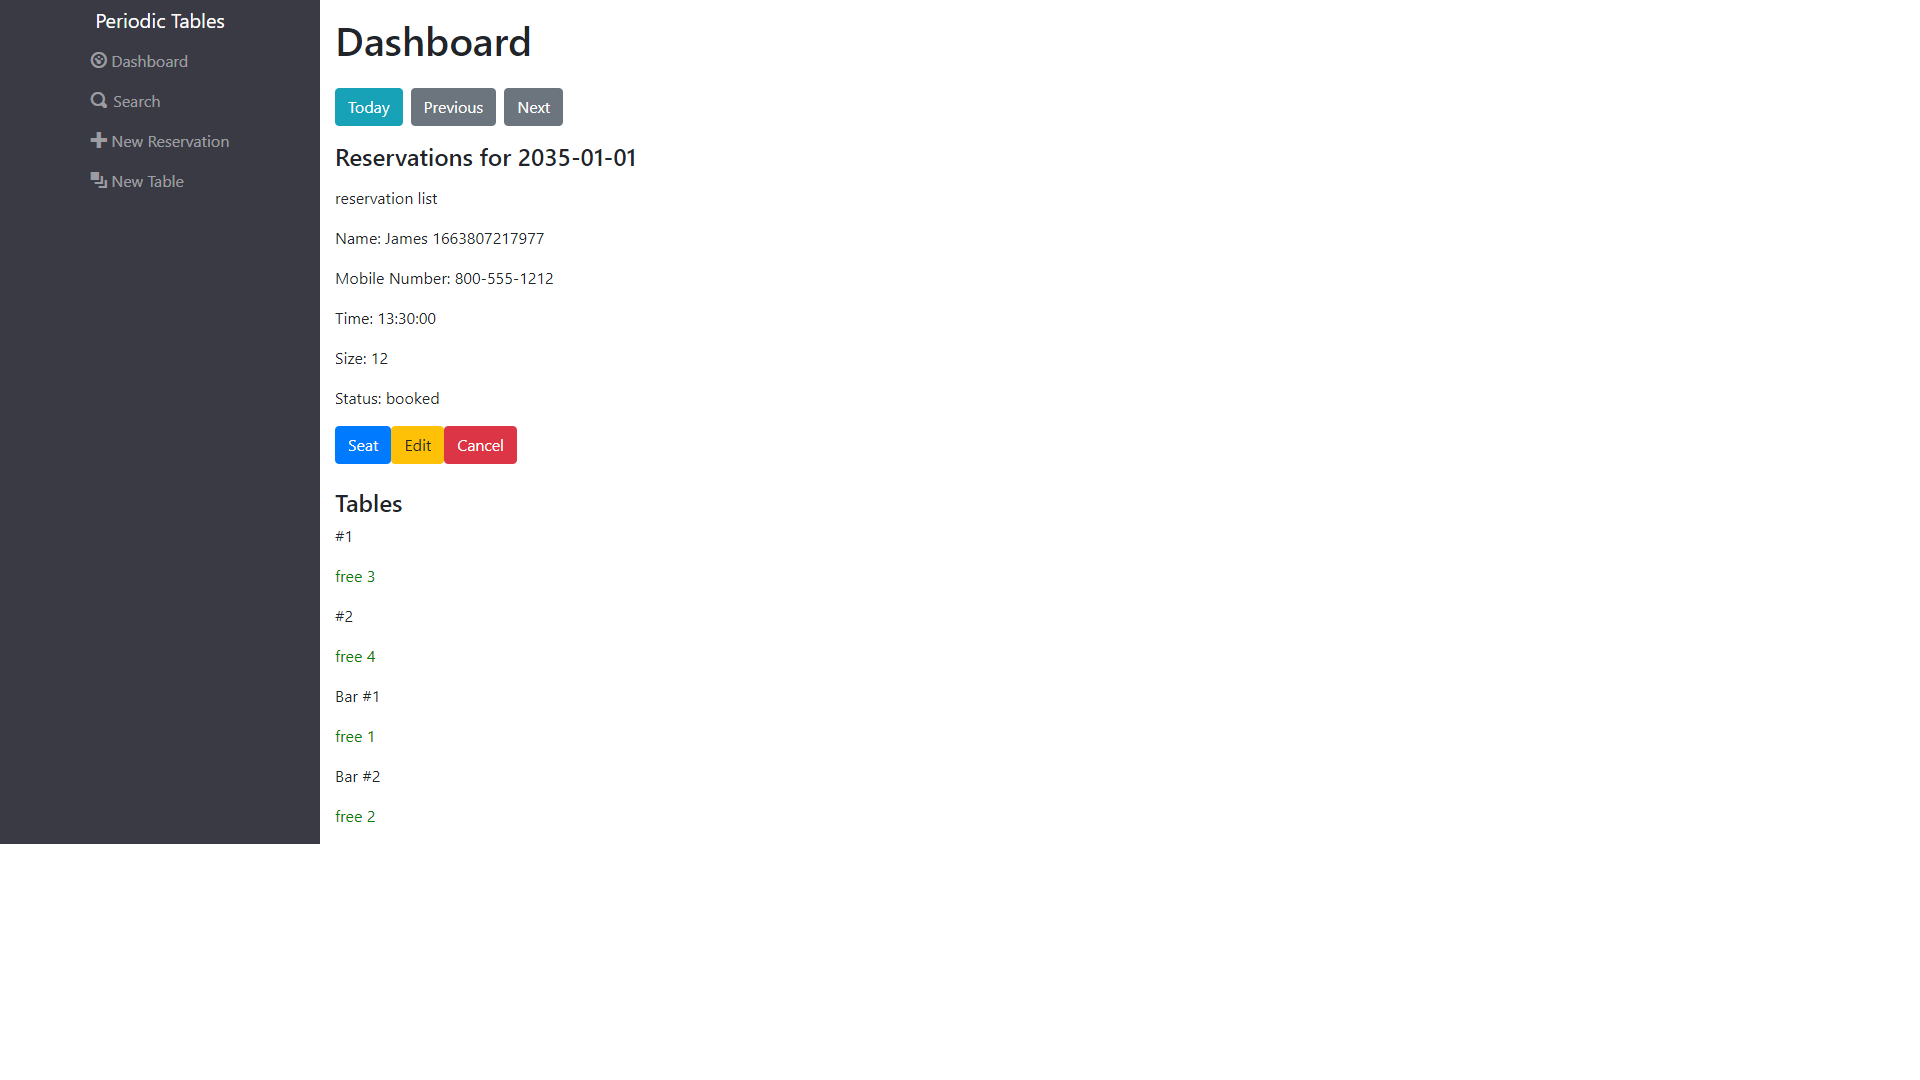 Periodic Tables
Dashboard
Search
New Reservation
New Table
Dashboard
Today Previous Next
Reservations for 2035-01-01
reservation list
Name: James 1663807217977
Mobile Number: 800-555-1212
Time: 13:30:00
Size: 12
Status: booked
Seat Edit Cancel
Tables
#1
free 3
#2
free 4
Bar #1
free 1
Bar #2
free 2